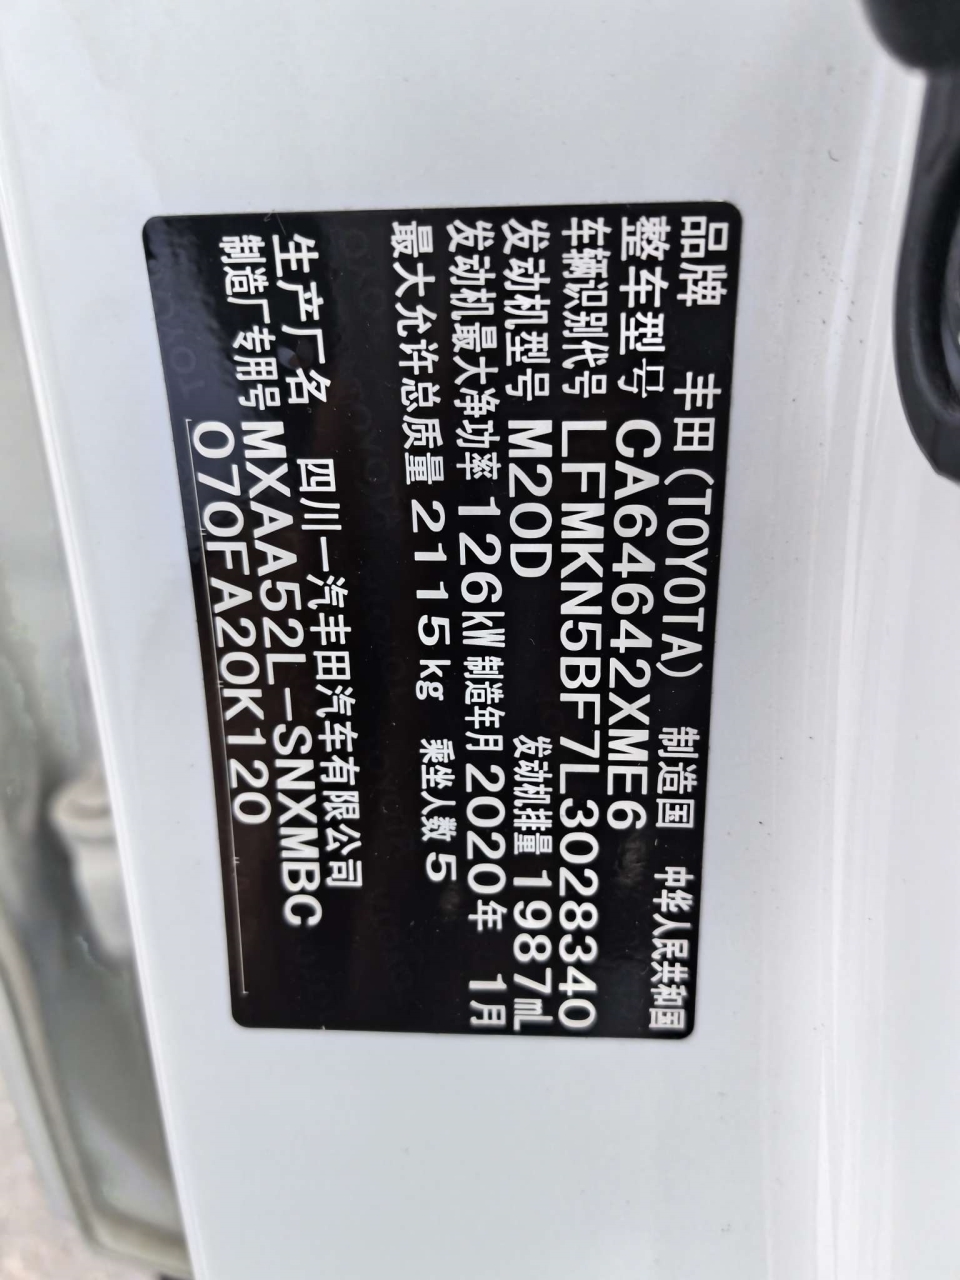 品牌 丰田(TOYOTA) 制造国 中华人民共和国
整车型号 CA64642XME6
车辆识别代号 LFMKN5BF7L3028340
发动机型号 M20D 发动机排量 1987mL
发动机最大净功率 126kW 制造年月 2020年 1月
最大允许总质量 2115kg 乘坐人数 5
生产厂名 四川一汽丰田汽车有限公司
制造厂专用号 MXAA52L-SNXMBC
070FA20K120